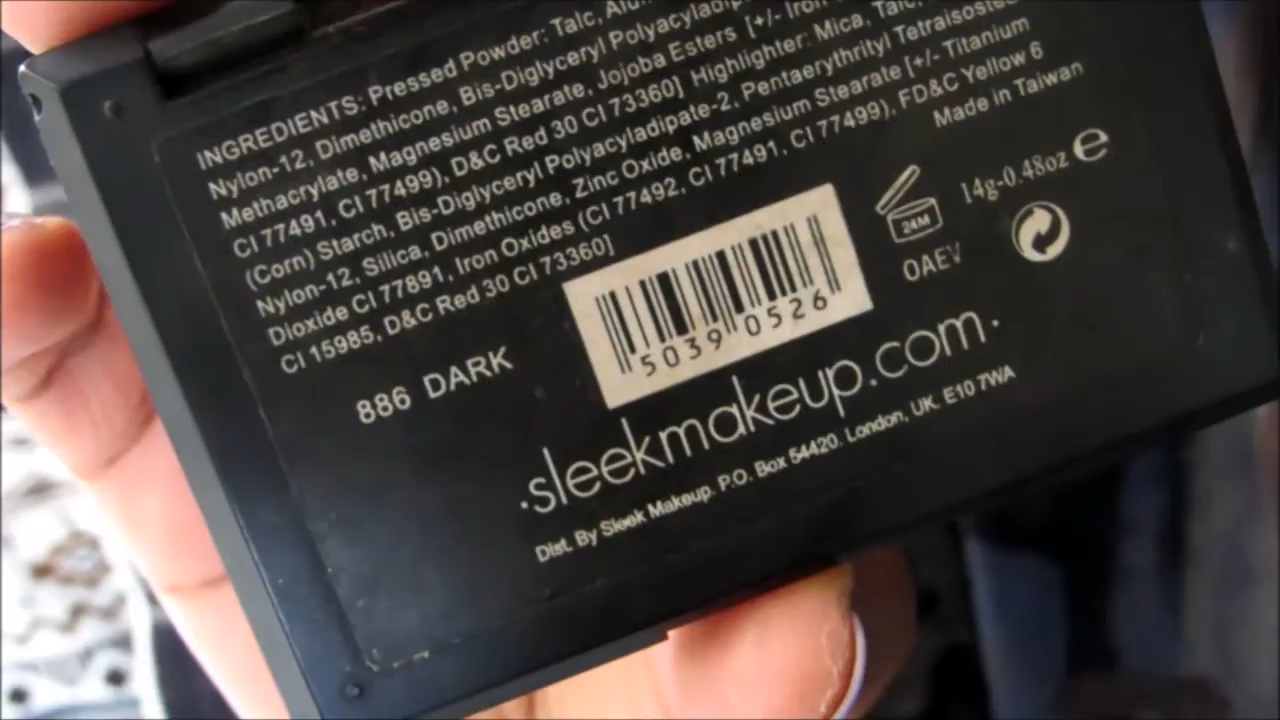 INGREDIENTS: Pressed Powder: Talc,
Nylon-12, Dimethicone, Bis-Diglyceryl
Methacrylate, Magnesium Stearate, Jojoba Esters [+/- Iron
CI 77491, CI 77499), D&C Red 30 CI 73360] Highlighter: Mica, Talc,
(Corn) Starch, Bis-Diglyceryl Polyacyladipate-2, Pentaerythrityl
Nylon-12, Silica, Dimethicone, Zinc Oxide, Magnesium Stearate [+/- Titanium
Dioxide CI 77891, Iron Oxides (CI 77492, CI 77491, CI 77499), FD&C Yellow 6
CI 15985, D&C Red 30 CI 73360]
Made in Taiwan
886 DARK
5039 0526
24M
14g-0.48oz e
OAEV
.sleekmakeup.com.
Dist. By Sleek Makeup. P.O. Box 54420. London, UK. E10 7WA